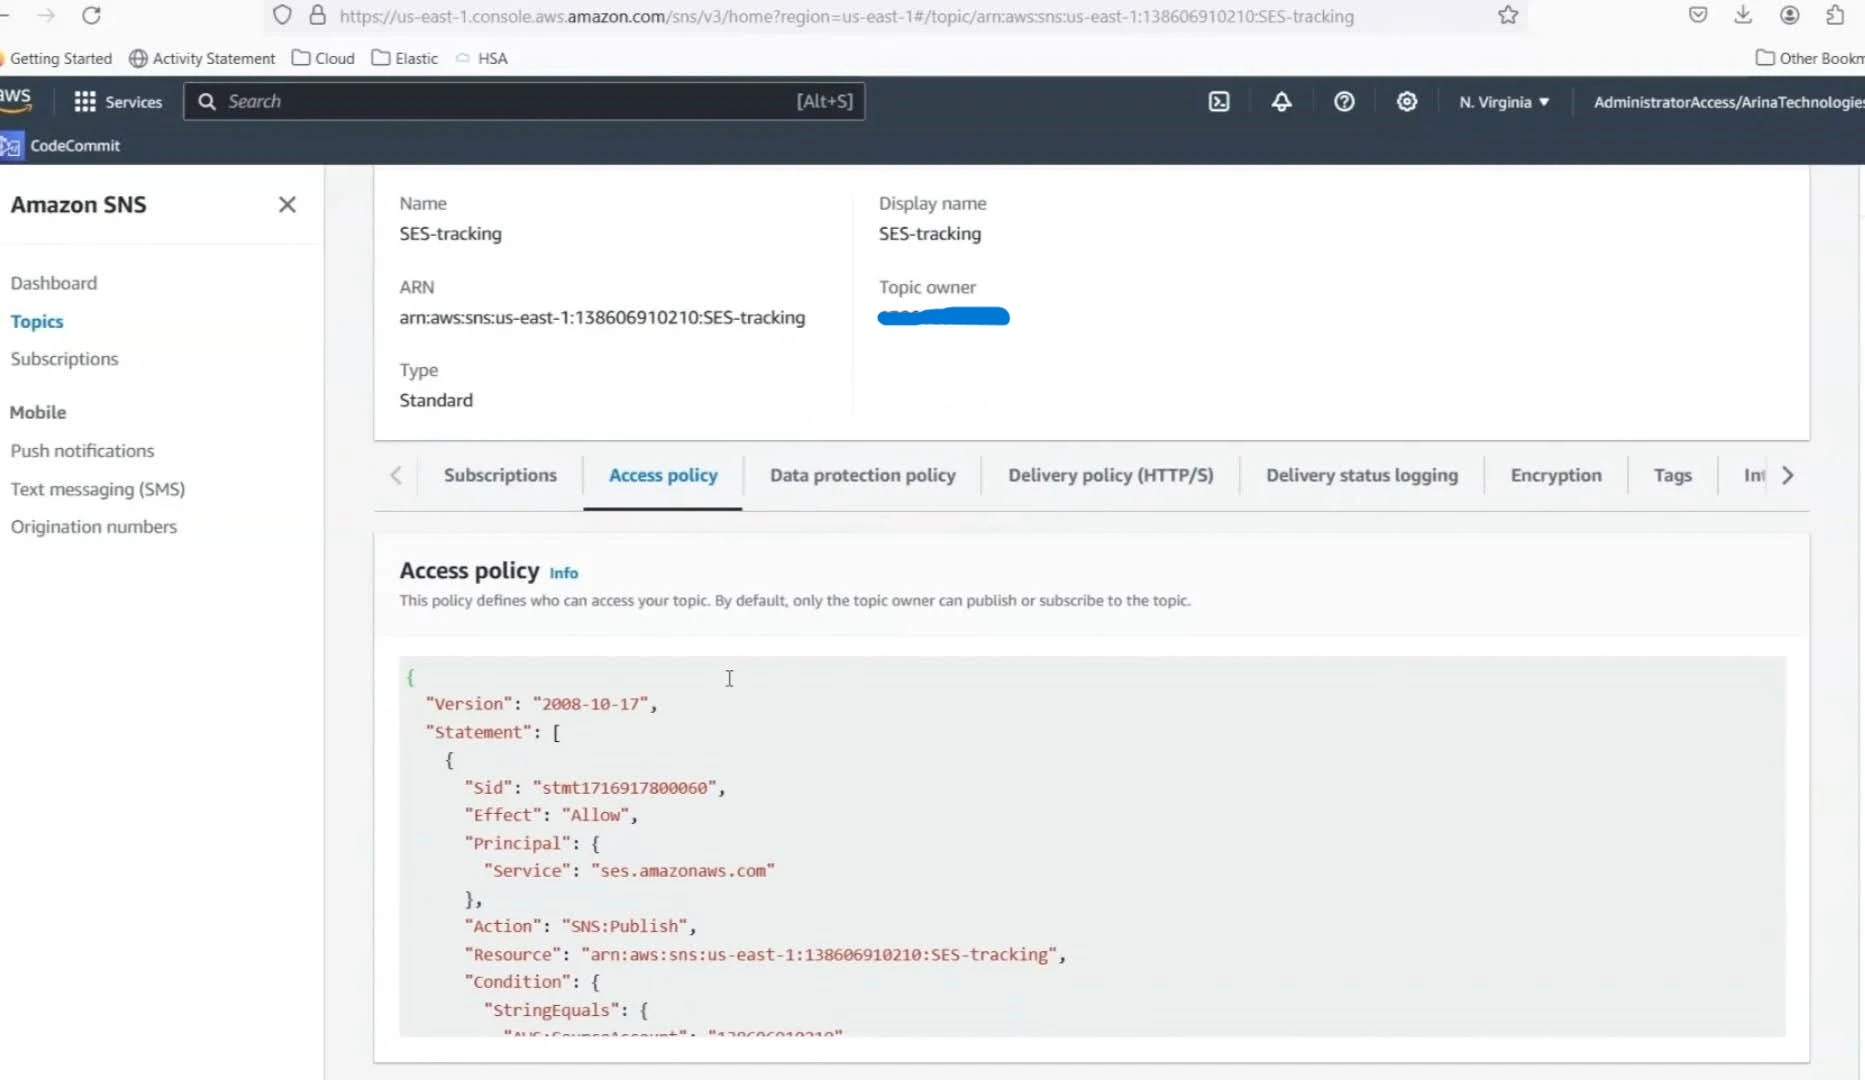 https://us-east-1.console.aws.amazon.com/sns/v3/home?region=us-east-1#/topic/arn:aws:sns:us-east-1:138606910210:SES-tracking
Getting Started Activity Statement Cloud Elastic HSA Other Bookm
aws Services Search [Alt+S] N. Virginia AdministratorAccess/ArinaTechnologies
CodeCommit
Amazon SNS
Dashboard
Topics
Subscriptions
Mobile
Push notifications
Text messaging (SMS)
Origination numbers
Name
SES-tracking
Display name
SES-tracking
ARN
arn:aws:sns:us-east-1:138606910210:SES-tracking
Topic owner
Type
Standard
Subscriptions Access policy Data protection policy Delivery policy (HTTP/S) Delivery status logging Encryption Tags Int
Access policy Info
This policy defines who can access your topic. By default, only the topic owner can publish or subscribe to the topic.
{
"Version": "2008-10-17",
"Statement": [
{
"Sid": "stmt1716917800060",
"Effect": "Allow",
"Principal": {
"Service": "ses.amazonaws.com"
},
"Action": "SNS:Publish",
"Resource": "arn:aws:sns:us-east-1:138606910210:SES-tracking",
"Condition": {
"StringEquals": {